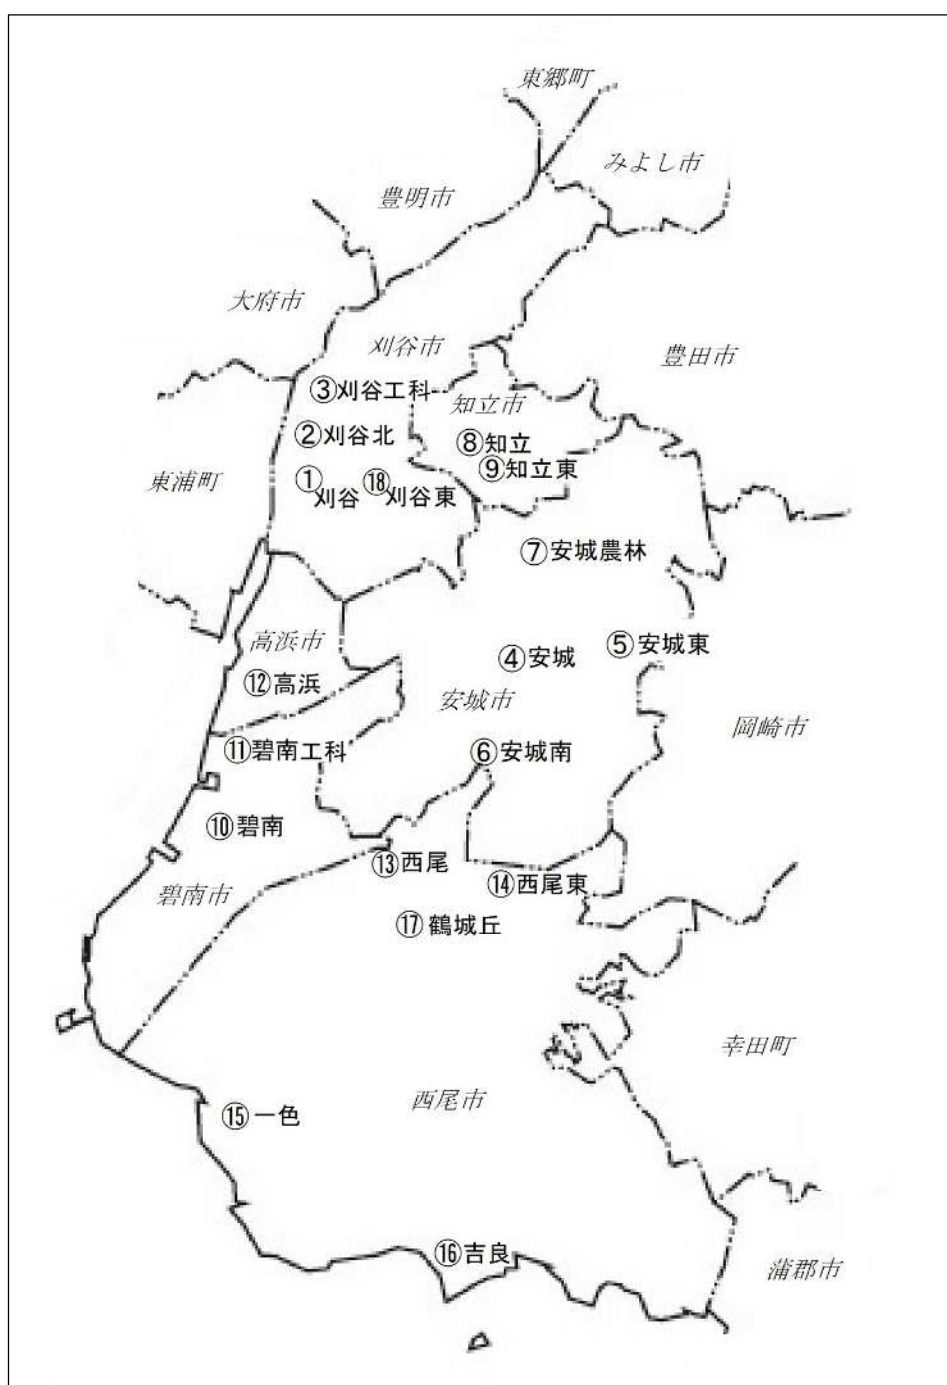 東郷町
みよし市
豊明市
大府市
刈谷市
豊田市
③刈谷工科
知立市
②刈谷北
⑧知立
⑨知立東
東浦町
①刈谷
⑱刈谷東
⑦安城農林
高浜市
⑤安城東
④安城
⑫高浜
安城市
岡崎市
⑪碧南工科
⑥安城南
⑩碧南
⑬西尾
⑭西尾東
碧南市
⑰鶴城丘
幸田町
西尾市
⑮一色
⑯吉良
蒲郡市